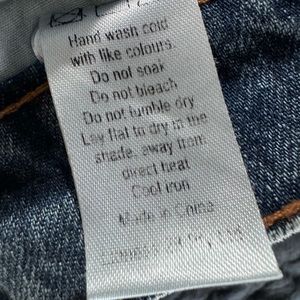 Hand wash cold
with like colours.
Do not soak
Do not bleach
Do not tumble dry
Lay flat to dry in the
shade, away from
direct heat
Cool iron
Made in China